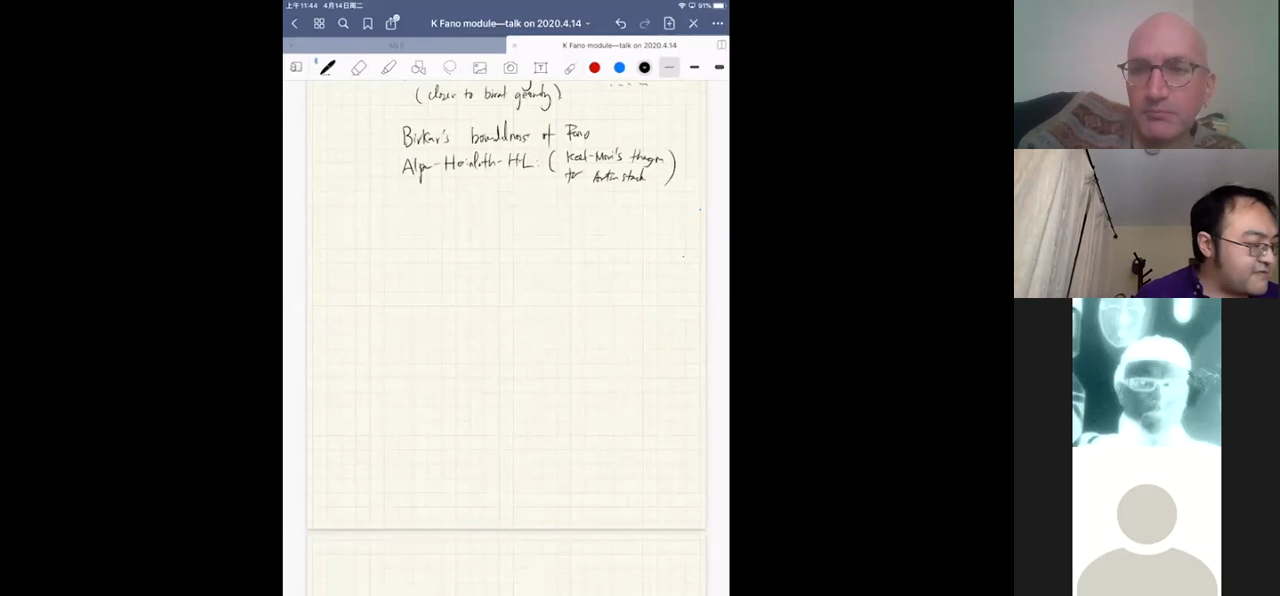 上午11:44 4月14日周二
91%
K Fano module—talk on 2020.4.14
K Fano module—talk on 2020.4.14
(closer to birat geometry)
Birkar's boundedness of Fano
Alper-Heinloth-HL: ( Keel-Mori's theorem
for Artin stack )